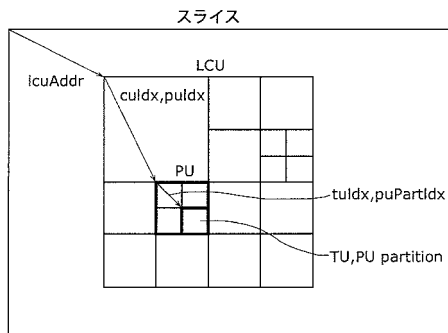 スライス
LCU
lcuAddr
cuIdx,puIdx
PU
tuIdx,puPartIdx
TU,PU partition